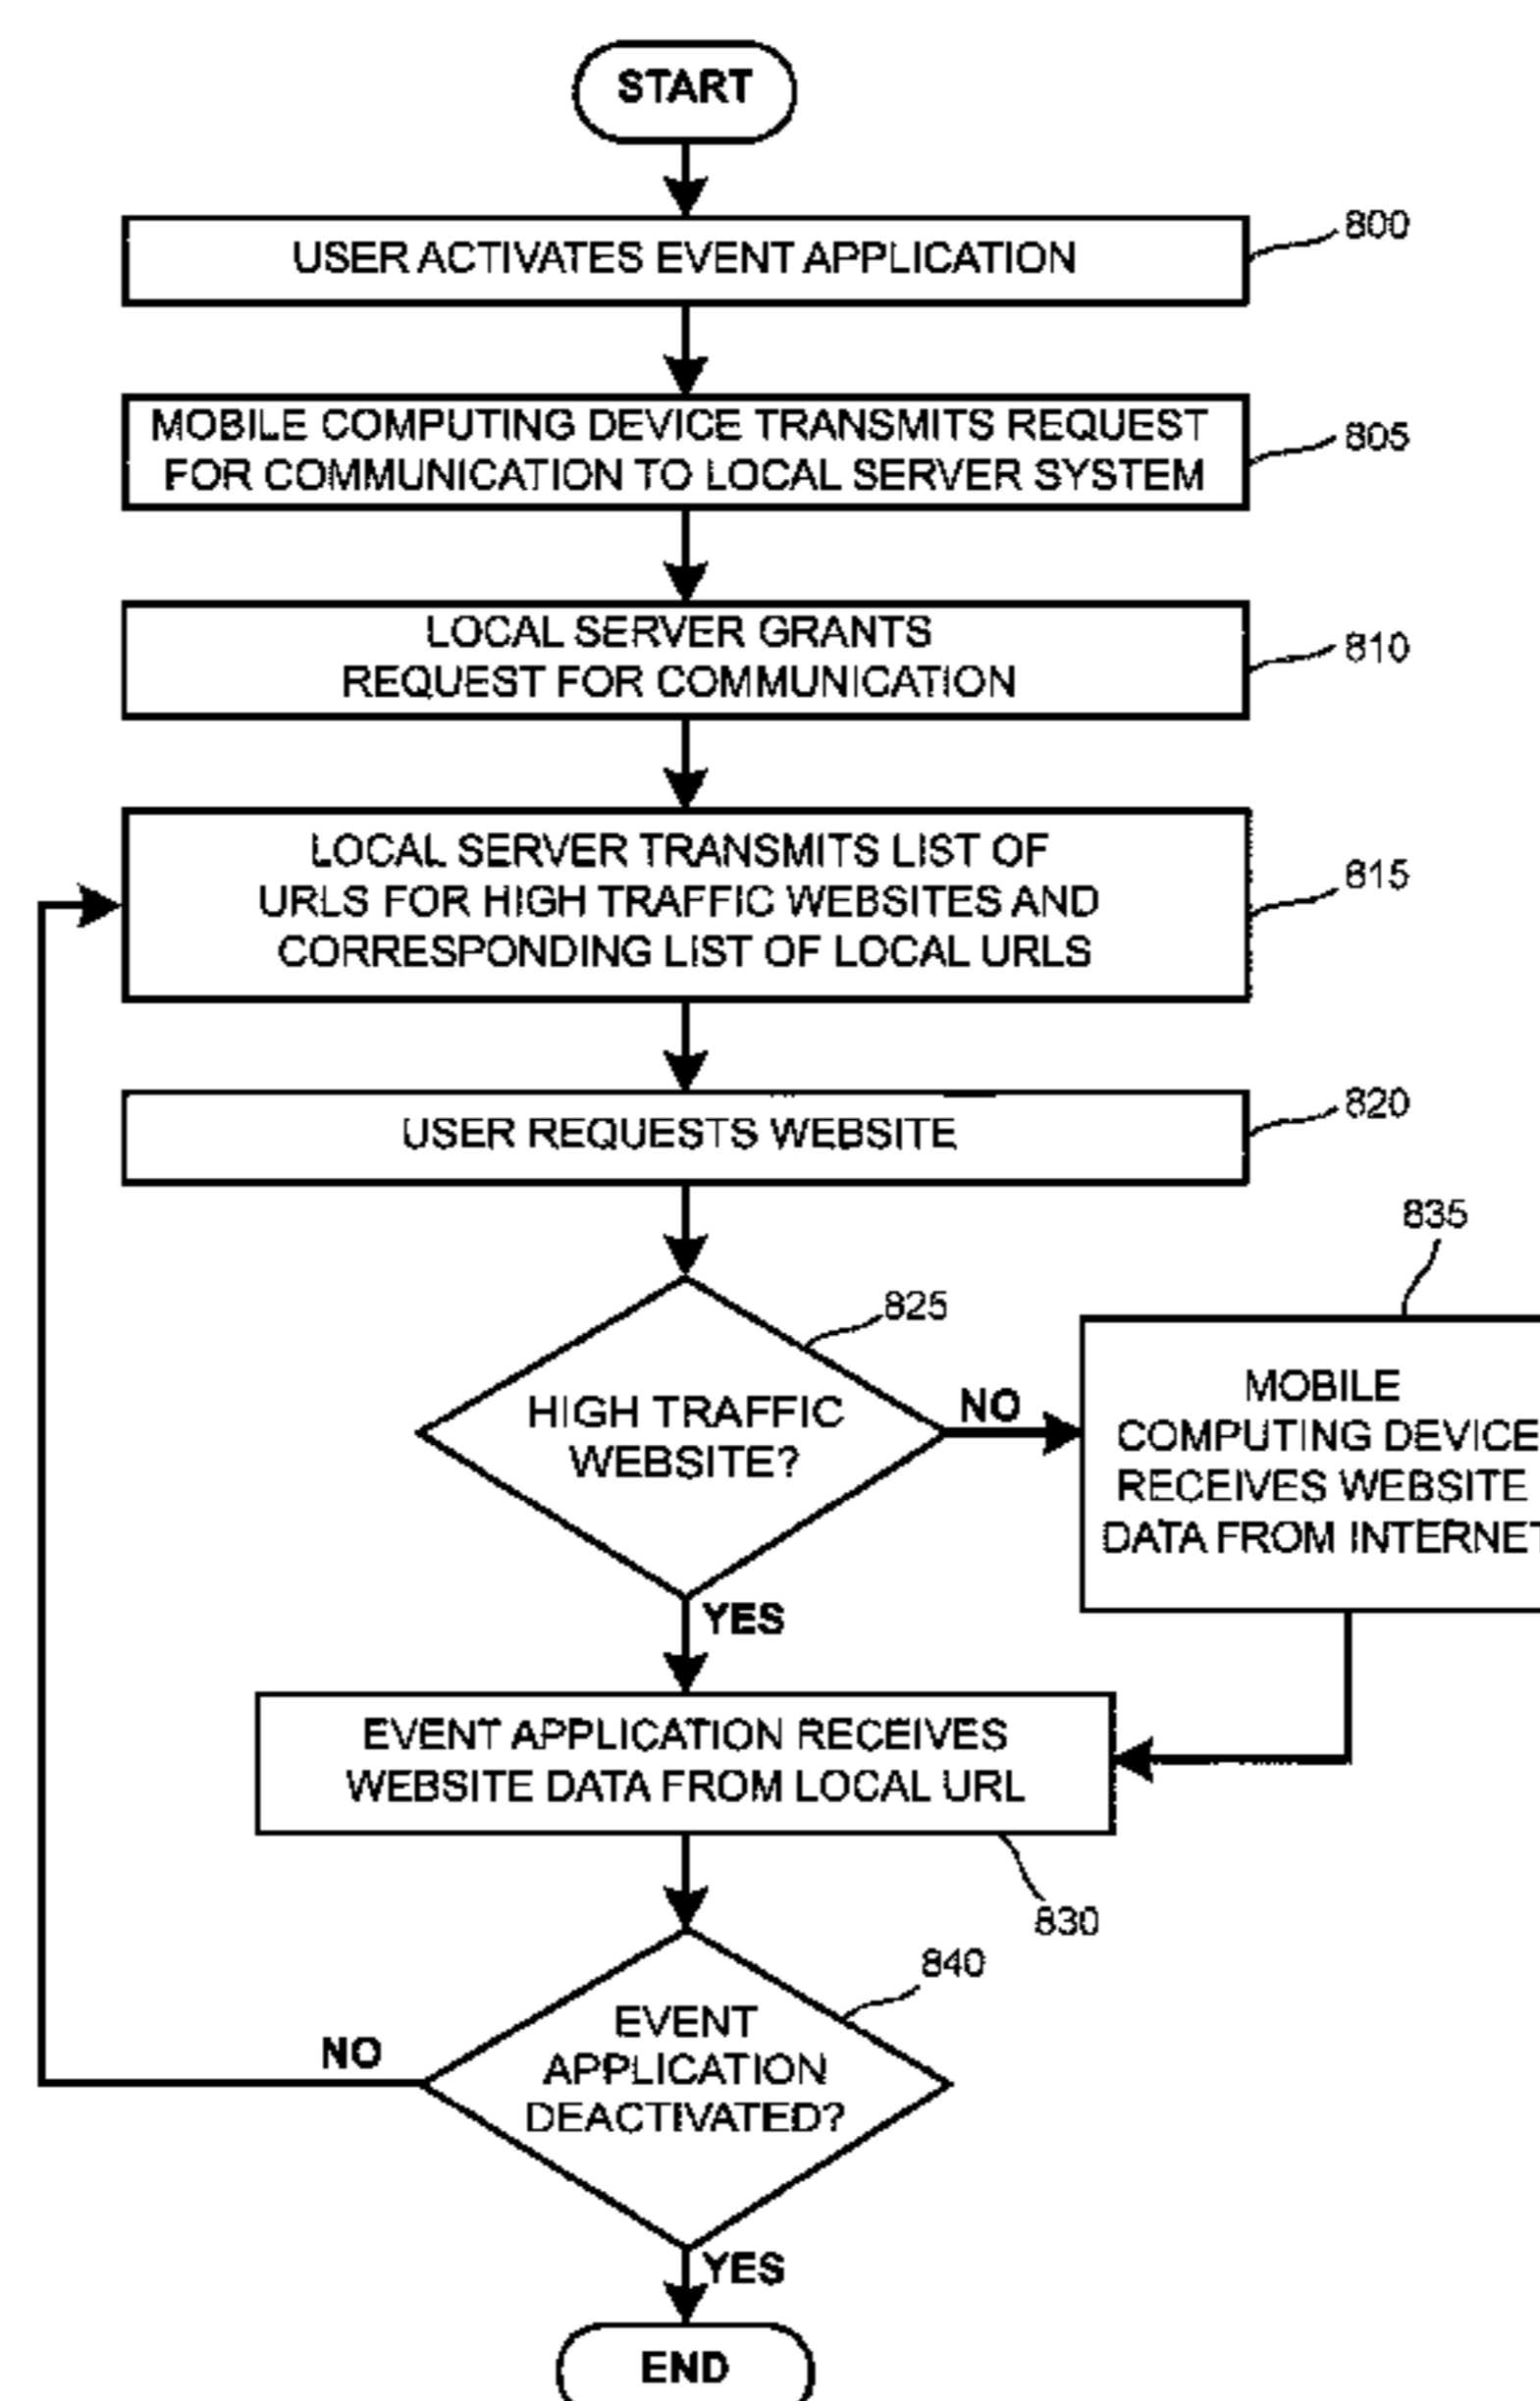 START
USER ACTIVATES EVENT APPLICATION
800
MOBILE COMPUTING DEVICE TRANSMITS REQUEST
FOR COMMUNICATION TO LOCAL SERVER SYSTEM
805
LOCAL SERVER GRANTS
REQUEST FOR COMMUNICATION
810
LOCAL SERVER TRANSMITS LIST OF
URLS FOR HIGH TRAFFIC WEBSITES AND
CORRESPONDING LIST OF LOCAL URLS
815
USER REQUESTS WEBSITE
820
835
825
HIGH TRAFFIC
WEBSITE?
NO
MOBILE
COMPUTING DEVICE
RECEIVES WEBSITE
DATA FROM INTERNET
YES
EVENT APPLICATION RECEIVES
WEBSITE DATA FROM LOCAL URL
830
840
EVENT
APPLICATION
DEACTIVATED?
NO
YES
END